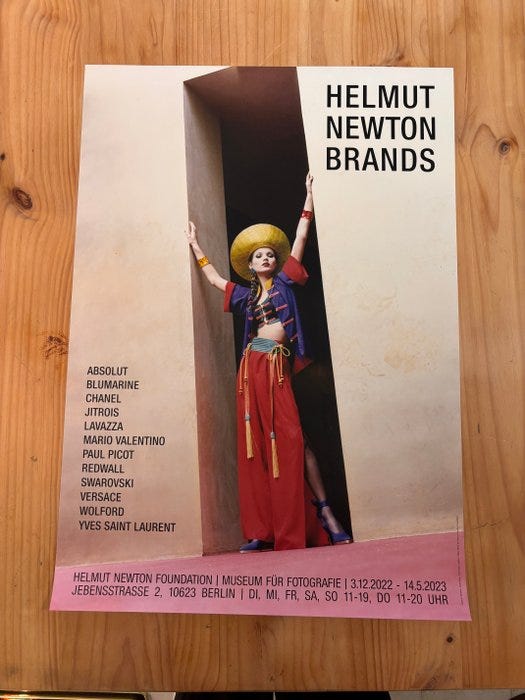 HELMUT
NEWTON
BRANDS
ABSOLUT
BLUMARINE
CHANEL
JITROIS
LAVAZZA
MARIO VALENTINO
PAUL PICOT
REDWALL
SWAROVSKI
VERSACE
WOLFORD
YVES SAINT LAURENT
HELMUT NEWTON FOUNDATION | MUSEUM FÜR FOTOGRAFIE | 3.12.2022 - 14.5.2023
JEBENSSTRASSE 2, 10623 BERLIN | DI, MI, FR, SA, SO 11-19, DO 11-20 UHR